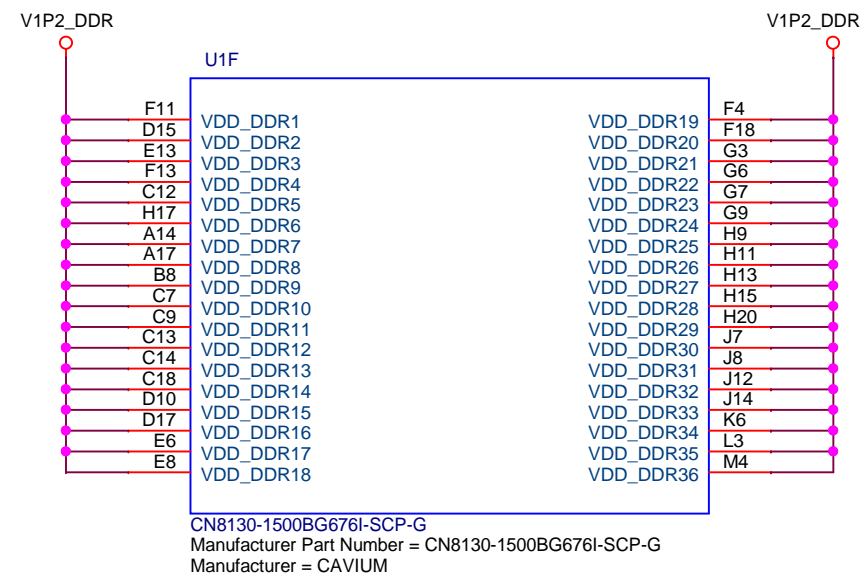 V1P2_DDR V1P2_DDR
U1F
F11 VDD_DDR1 VDD_DDR19 F4
D15 VDD_DDR2 VDD_DDR20 F18
E13 VDD_DDR3 VDD_DDR21 G3
F13 VDD_DDR4 VDD_DDR22 G6
C12 VDD_DDR5 VDD_DDR23 G7
H17 VDD_DDR6 VDD_DDR24 G9
A14 VDD_DDR7 VDD_DDR25 H9
A17 VDD_DDR8 VDD_DDR26 H11
B8 VDD_DDR9 VDD_DDR27 H13
C7 VDD_DDR10 VDD_DDR28 H15
C9 VDD_DDR11 VDD_DDR29 H20
C13 VDD_DDR12 VDD_DDR30 J7
C14 VDD_DDR13 VDD_DDR31 J8
C18 VDD_DDR14 VDD_DDR32 J12
D10 VDD_DDR15 VDD_DDR33 J14
D17 VDD_DDR16 VDD_DDR34 K6
E6 VDD_DDR17 VDD_DDR35 L3
E8 VDD_DDR18 VDD_DDR36 M4
CN8130-1500BG676I-SCP-G
Manufacturer Part Number = CN8130-1500BG676I-SCP-G
Manufacturer = CAVIUM